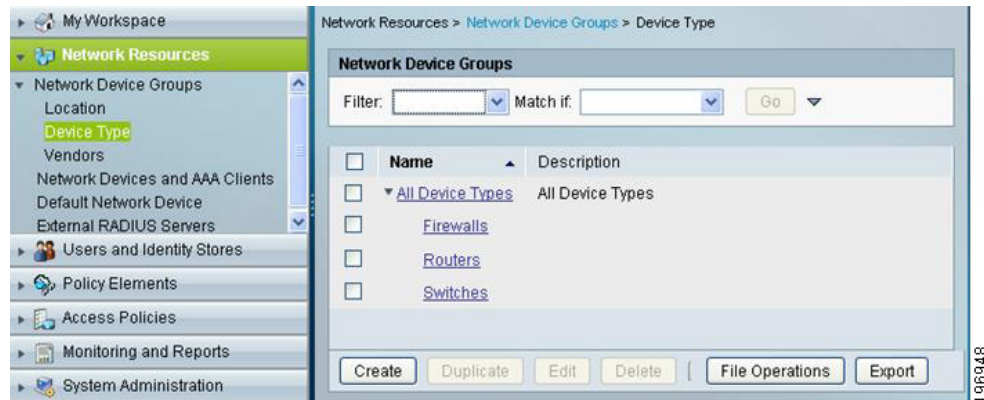 My Workspace
Network Resources
Network Device Groups
Location
Device Type
Vendors
Network Devices and AAA Clients
Default Network Device
External RADIUS Servers
Users and Identity Stores
Policy Elements
Access Policies
Monitoring and Reports
System Administration
Network Resources > Network Device Groups > Device Type
Network Device Groups
Filter: Match if: Go
Name Description
All Device Types All Device Types
Firewalls
Routers
Switches
Create Duplicate Edit Delete | File Operations Export
196948